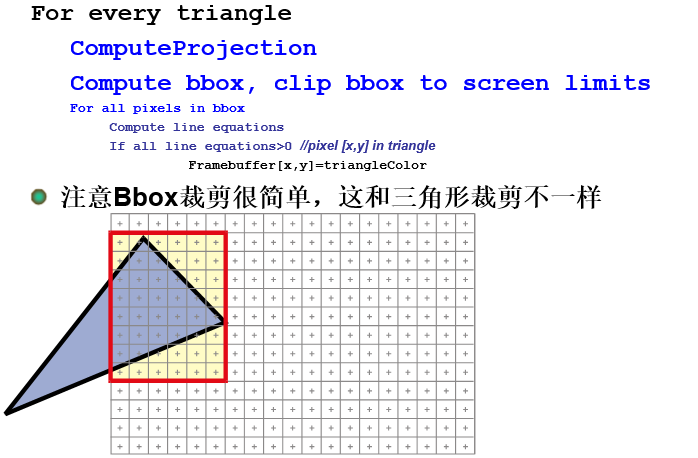 For every triangle
ComputeProjection
Compute bbox, clip bbox to screen limits
For all pixels in bbox
Compute line equations
If all line equations>0 //pixel [x,y] in triangle
Framebuffer[x,y]=triangleColor
注意Bbox裁剪很简单，这和三角形裁剪不一样